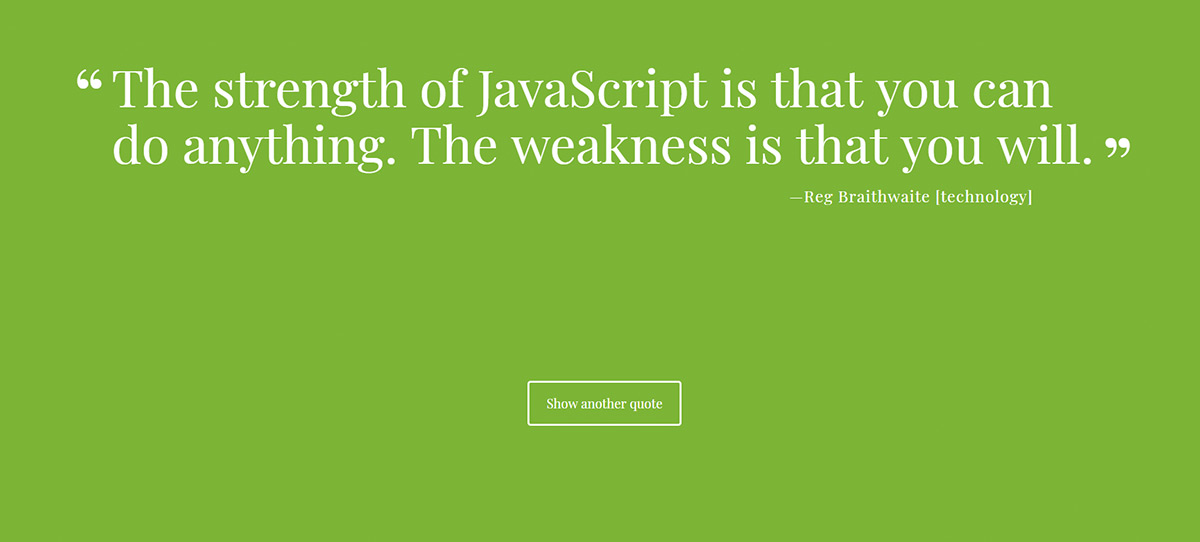 “The strength of JavaScript is that you can
do anything. The weakness is that you will.”
—Reg Braithwaite [technology]
Show another quote